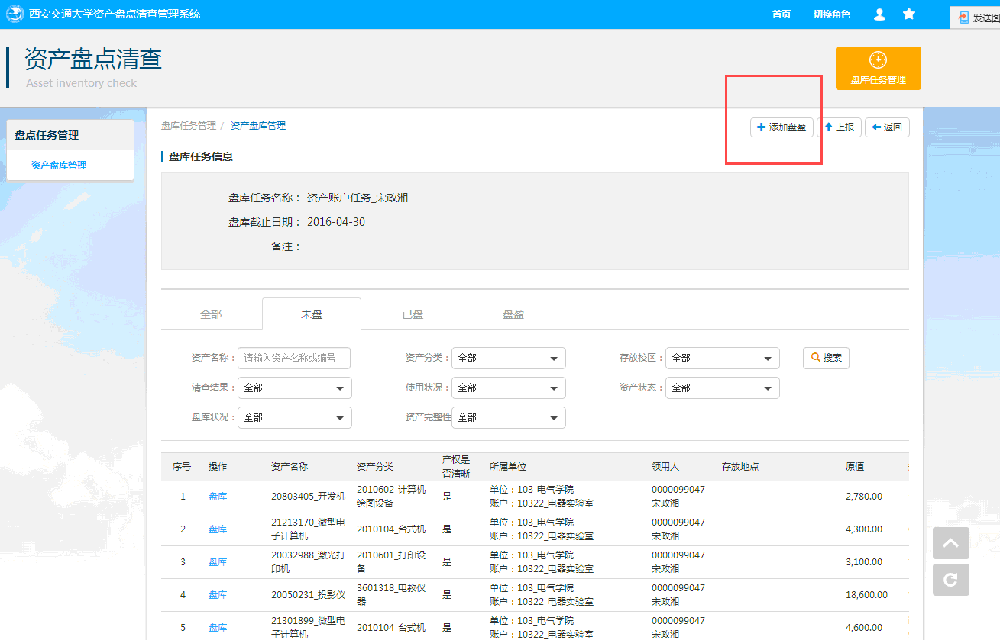 西安交通大学资产盘点清查管理系统 首页 切换角色 发送图
资产盘点清查
Asset inventory check
盘库任务管理
盘点任务管理
资产盘库管理
盘库任务管理 / 资产盘库管理 添加盘盈 上报 返回
盘库任务信息
盘库任务名称： 资产账户任务_宋政湘
盘库截止日期： 2016-04-30
备注：
全部 未盘 已盘 盘盈
资产名称： 请输入资产名称或编号 资产分类： 全部 存放校区： 全部 搜索
清查结果： 全部 使用状况： 全部 资产状态： 全部
盘库状况： 全部 资产完整性 全部
序号 操作 资产名称 资产分类 产权是否清晰 所属单位 领用人 存放地点 原值
1 盘库 20803405_开发机 2010602_计算机绘图设备 是 单位：103_电气学院 账户：10322_电器实验室 0000099047 宋政湘 2,780.00
2 盘库 21213170_微型电子计算机 2010104_台式机 是 单位：103_电气学院 账户：10322_电器实验室 0000099047 宋政湘 4,300.00
3 盘库 20032988_激光打印机 2010601_打印设备 是 单位：103_电气学院 账户：10322_电器实验室 0000099047 宋政湘 3,100.00
4 盘库 20050231_投影仪 3601318_电教仪器 是 单位：103_电气学院 账户：10322_电器实验室 0000099047 宋政湘 18,600.00
5 盘库 21301899_微型电子计算机 2010104_台式机 是 单位：103_电气学院 账户：10322_电器实验室 0000099047 宋政湘 4,600.00